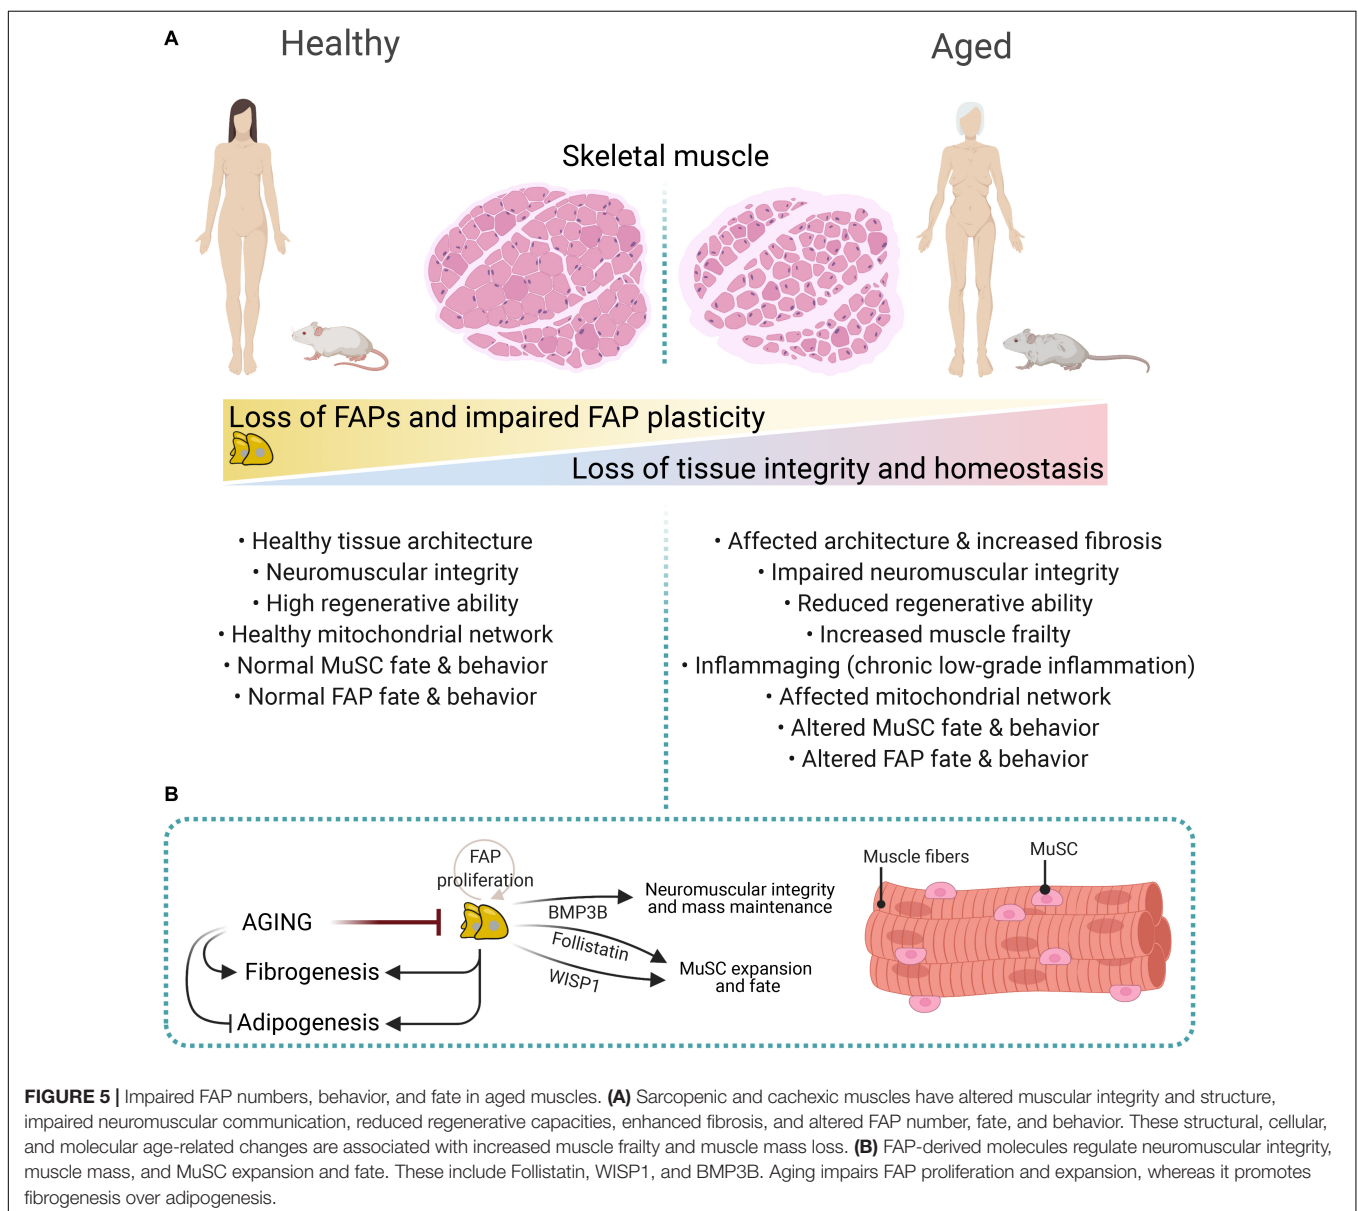 A
Healthy
Aged
Skeletal muscle
Loss of FAPs and impaired FAP plasticity
Loss of tissue integrity and homeostasis
• Healthy tissue architecture
• Neuromuscular integrity
• High regenerative ability
• Healthy mitochondrial network
• Normal MuSC fate & behavior
• Normal FAP fate & behavior
• Affected architecture & increased fibrosis
• Impaired neuromuscular integrity
• Reduced regenerative ability
• Increased muscle frailty
• Inflammaging (chronic low-grade inflammation)
• Affected mitochondrial network
• Altered MuSC fate & behavior
• Altered FAP fate & behavior
B
FAP
proliferation
AGING
Fibrogenesis
Adipogenesis
BMP3B
Follistatin
WISP1
Neuromuscular integrity
and mass maintenance
MuSC expansion
and fate
Muscle fibers
MuSC
FIGURE 5 | Impaired FAP numbers, behavior, and fate in aged muscles. (A) Sarcopenic and cachexic muscles have altered muscular integrity and structure,
impaired neuromuscular communication, reduced regenerative capacities, enhanced fibrosis, and altered FAP number, fate, and behavior. These structural, cellular,
and molecular age-related changes are associated with increased muscle frailty and muscle mass loss. (B) FAP-derived molecules regulate neuromuscular integrity,
muscle mass, and MuSC expansion and fate. These include Follistatin, WISP1, and BMP3B. Aging impairs FAP proliferation and expansion, whereas it promotes
fibrogenesis over adipogenesis.